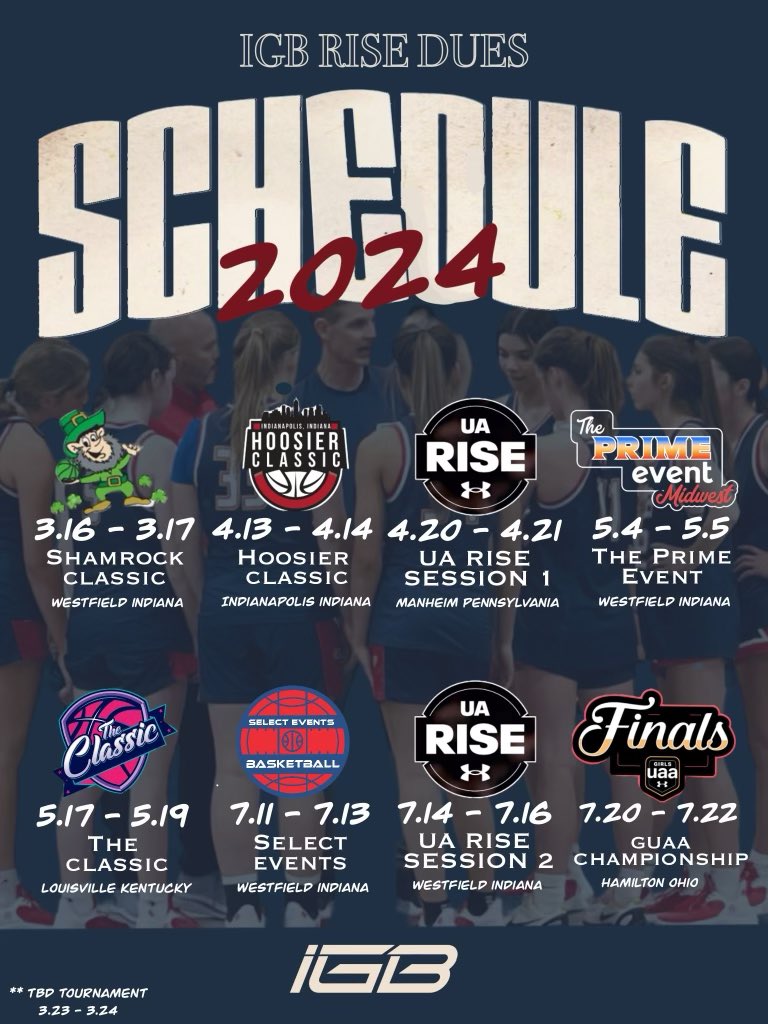 IGB RISE DUES
SCHEDULE
2024
INDIANAPOLIS, INDIANA
HOOSIER
CLASSIC
UA
RISE
The
PRIME
event
Midwest
3.16 - 3.17
SHAMROCK
CLASSIC
WESTFIELD INDIANA
4.13 - 4.14
HOOSIER
CLASSIC
INDIANAPOLIS INDIANA
4.20 - 4.21
UA RISE
SESSION 1
MANHEIM PENNSYLVANIA
5.4 - 5.5
THE PRIME
EVENT
WESTFIELD INDIANA
The
Classic
SELECT EVENTS
BASKETBALL
UA
RISE
Finals
GIRLS
uaa
5.17 - 5.19
THE
CLASSIC
LOUISVILLE KENTUCKY
7.11 - 7.13
SELECT
EVENTS
WESTFIELD INDIANA
7.14 - 7.16
UA RISE
SESSION 2
WESTFIELD INDIANA
7.20 - 7.22
GUAA
CHAMPIONSHIP
HAMILTON OHIO
IGB
** TBD TOURNAMENT
3.23 - 3.24